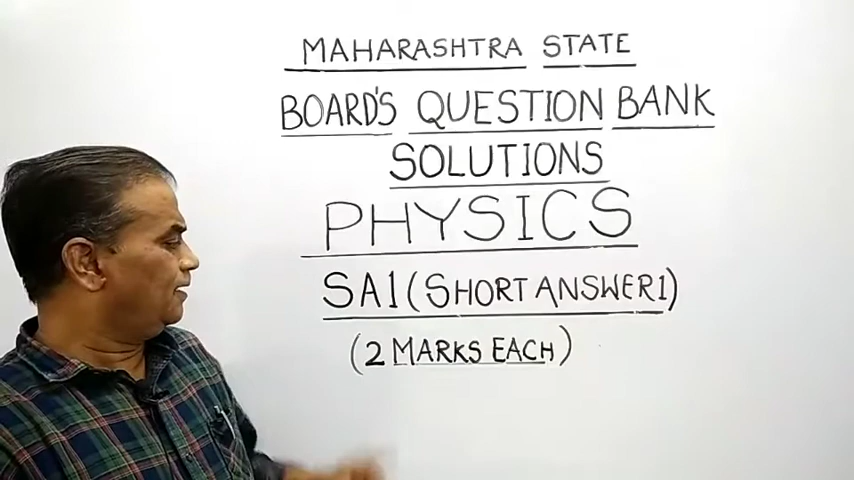 MAHARASHTRA STATE
BOARD'S QUESTION BANK
SOLUTIONS
PHYSICS
SA1 (SHORT ANSWER1)
(2 MARKS EACH)